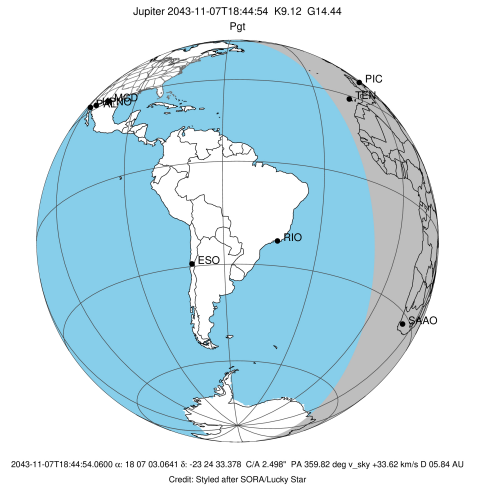 Jupiter 2043-11-07T18:44:54 K9.12 G14.44
Pgt
PIC
TEN
MCD
RIO
ESO
SAAO
2043-11-07T18:44:54.0600 α: 18 07 03.0641 δ: -23 24 33.378 C/A 2.498" PA 359.82 deg v_sky +33.62 km/s D 05.84 AU
Credit: Styled after SORA/Lucky Star